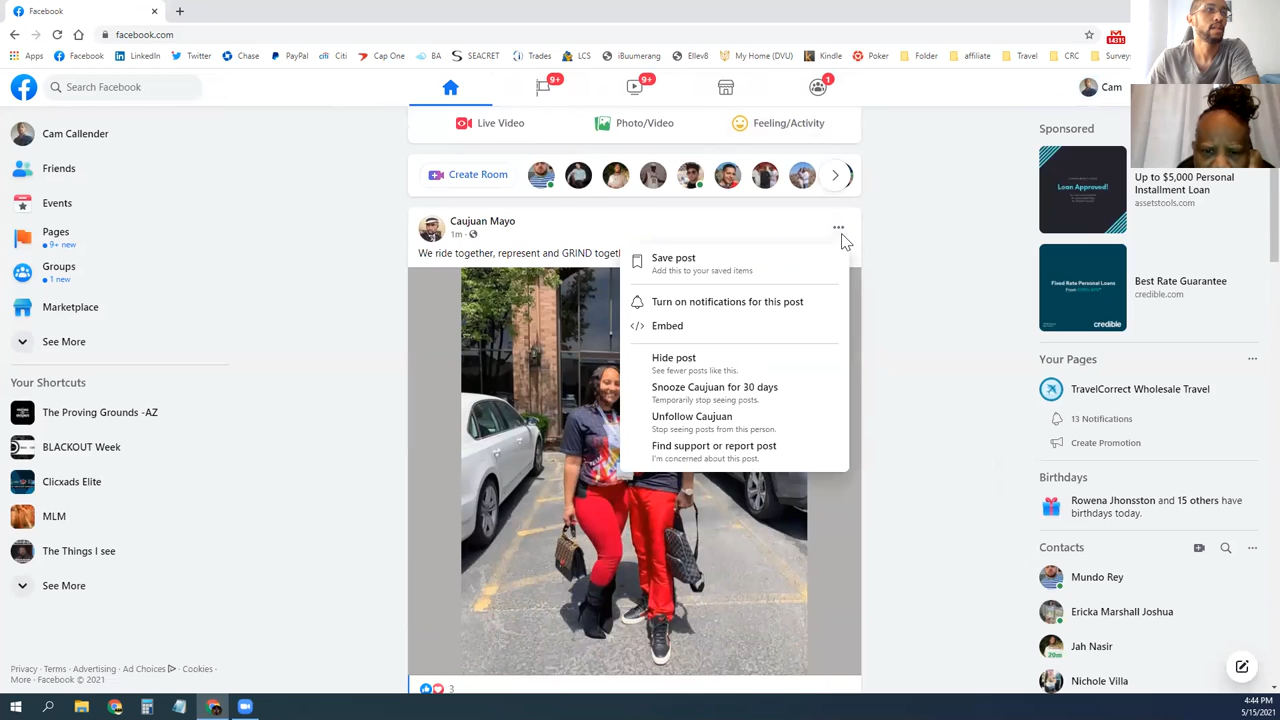 Facebook
facebook.com
14315
Apps
Facebook
LinkedIn
Twitter
Chase
PayPal
Citi
Cap One
BA
SEACRET
Trades
LCS
iBuumerang
Ellev8
My Home (DVU)
Kindle
Poker
Folder
affiliate
Travel
CRC
Survey
Search Facebook
9+
9+
1
Cam
Cam Callender
Friends
Events
Pages
9+ new
Groups
1 new
Marketplace
See More
Your Shortcuts
The Proving Grounds -AZ
BLACKOUT Week
Clicxads Elite
MLM
The Things I see
See More
Privacy · Terms · Advertising · Ad Choices · Cookies ·
More · Facebook © 2021
Live Video
Photo/Video
Feeling/Activity
Create Room
Caujuan Mayo
1m ·
We ride together, represent and GRIND
Save post
Add this to your saved items
Turn on notifications for this post
Embed
Hide post
See fewer posts like this.
Snooze Caujuan for 30 days
Temporarily stop seeing posts.
Unfollow Caujuan
Stop seeing posts from this person.
Find support or report post
I'm concerned about this post.
3
Sponsored
Loan Approved!
Up to $5,000 Personal
Installment Loan
assetstools.com
Fixed Rate Personal Loans
credible
Best Rate Guarantee
credible.com
Your Pages
TravelCorrect Wholesale Travel
13 Notifications
Create Promotion
Birthdays
Rowena Jhonsston and 15 others have
birthdays today.
Contacts
Mundo Rey
Ericka Marshall Joshua
Jah Nasir
20m
Nichole Villa
4:44 PM
5/15/2021